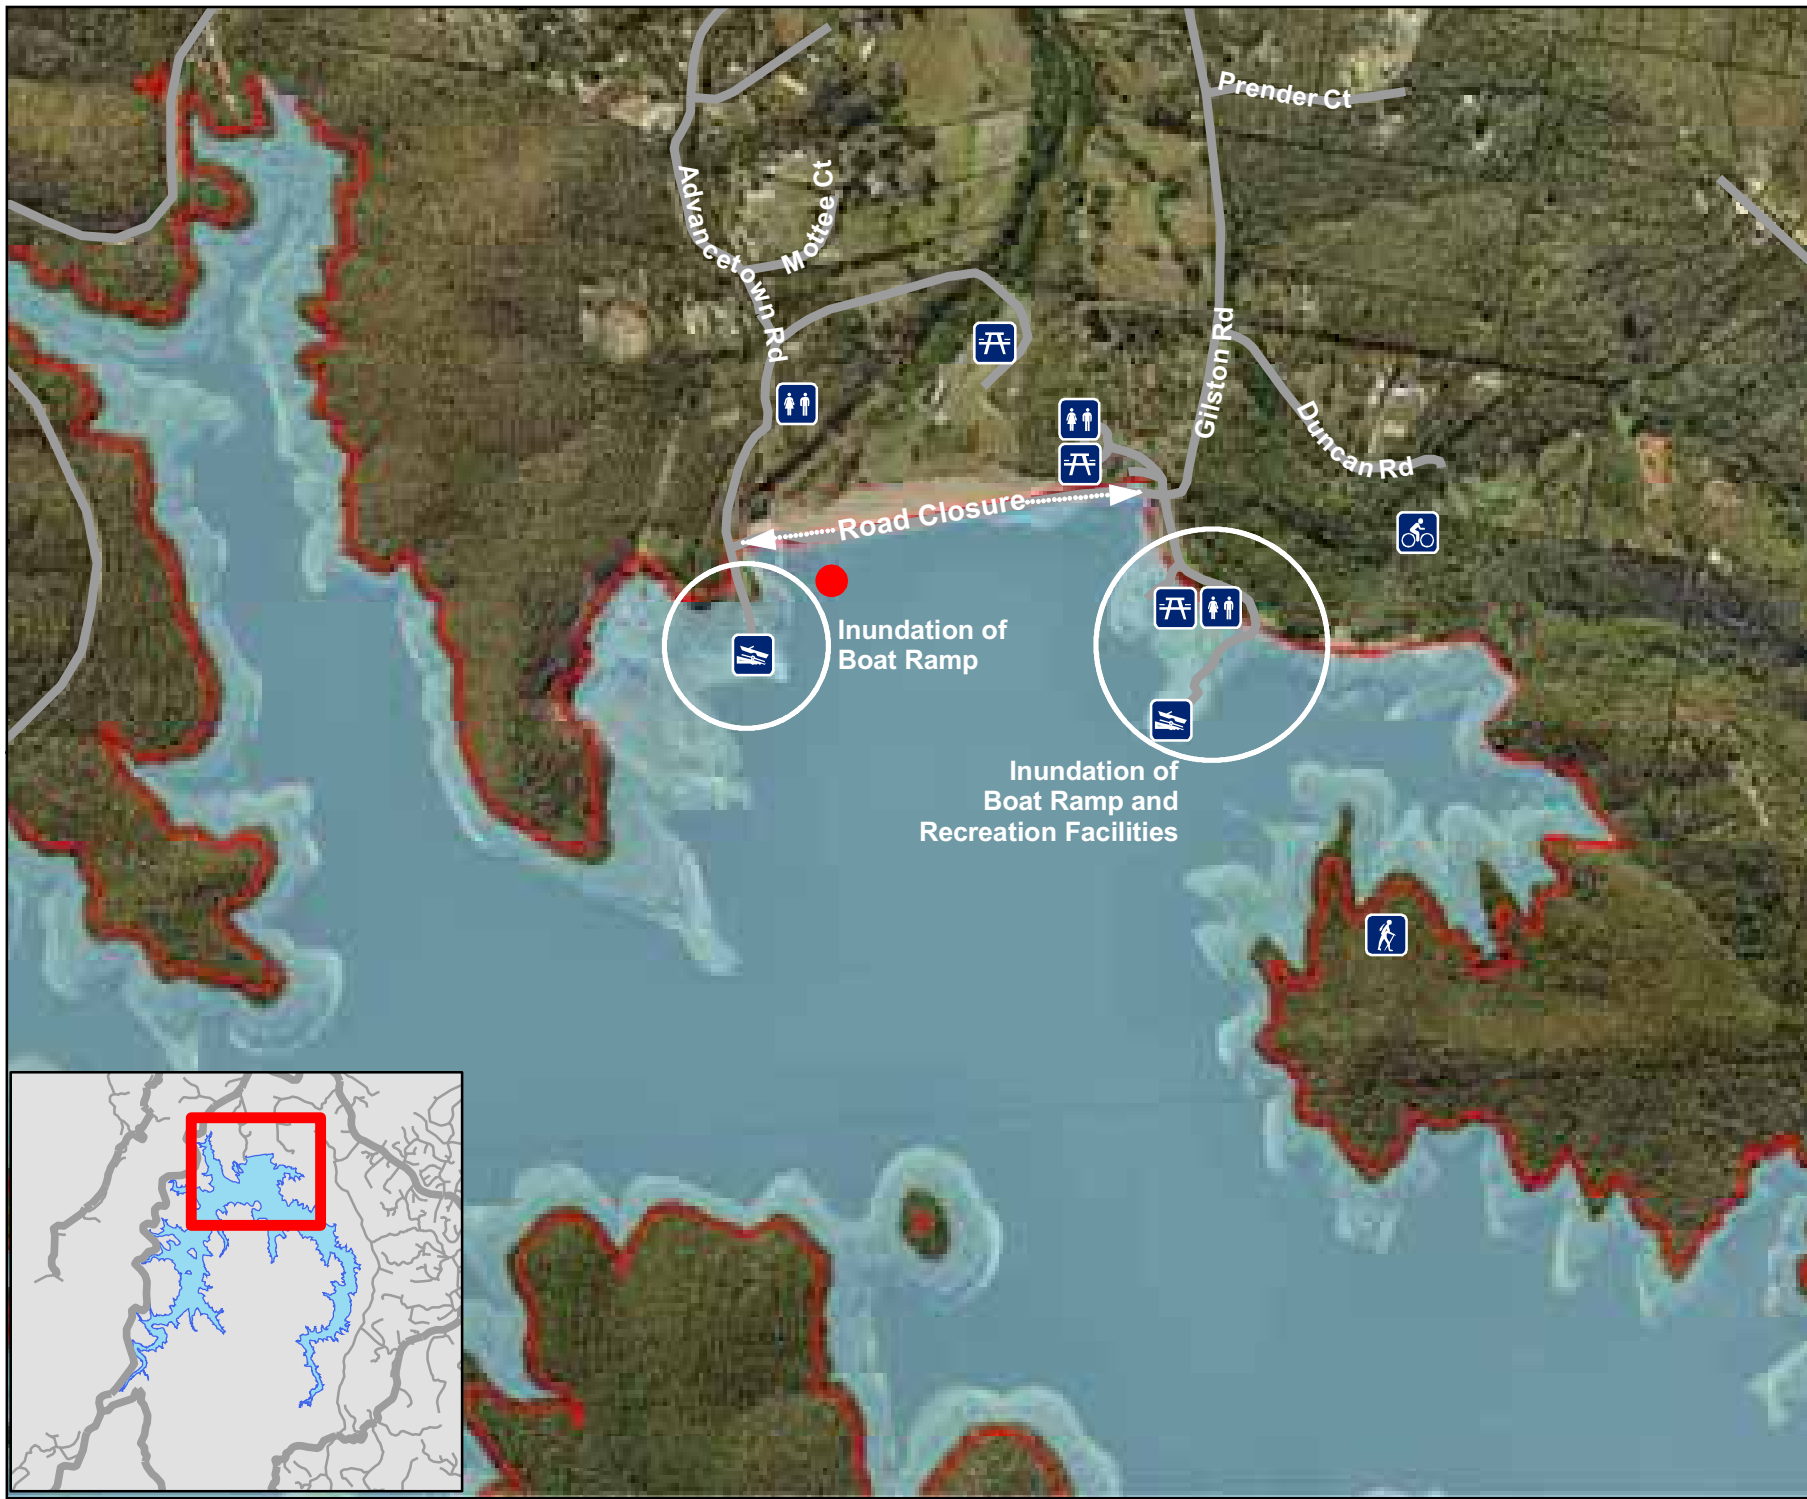 Prender Ct
Advancetown Rd
Mottee Ct
Gilston Rd
Duncan Rd
Road Closure
Inundation of
Boat Ramp
Inundation of
Boat Ramp and
Recreation Facilities